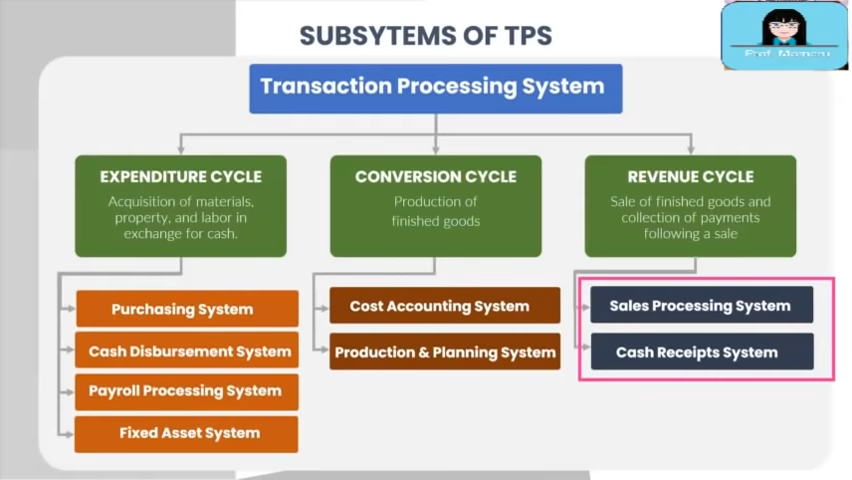 SUBSYTEMS OF TPS
Transaction Processing System
EXPENDITURE CYCLE
Acquisition of materials,
property, and labor in
exchange for cash.
CONVERSION CYCLE
Production of
finished goods
REVENUE CYCLE
Sale of finished goods and
collection of payments
following a sale
Purchasing System
Cash Disbursement System
Payroll Processing System
Fixed Asset System
Cost Accounting System
Production & Planning System
Sales Processing System
Cash Receipts System